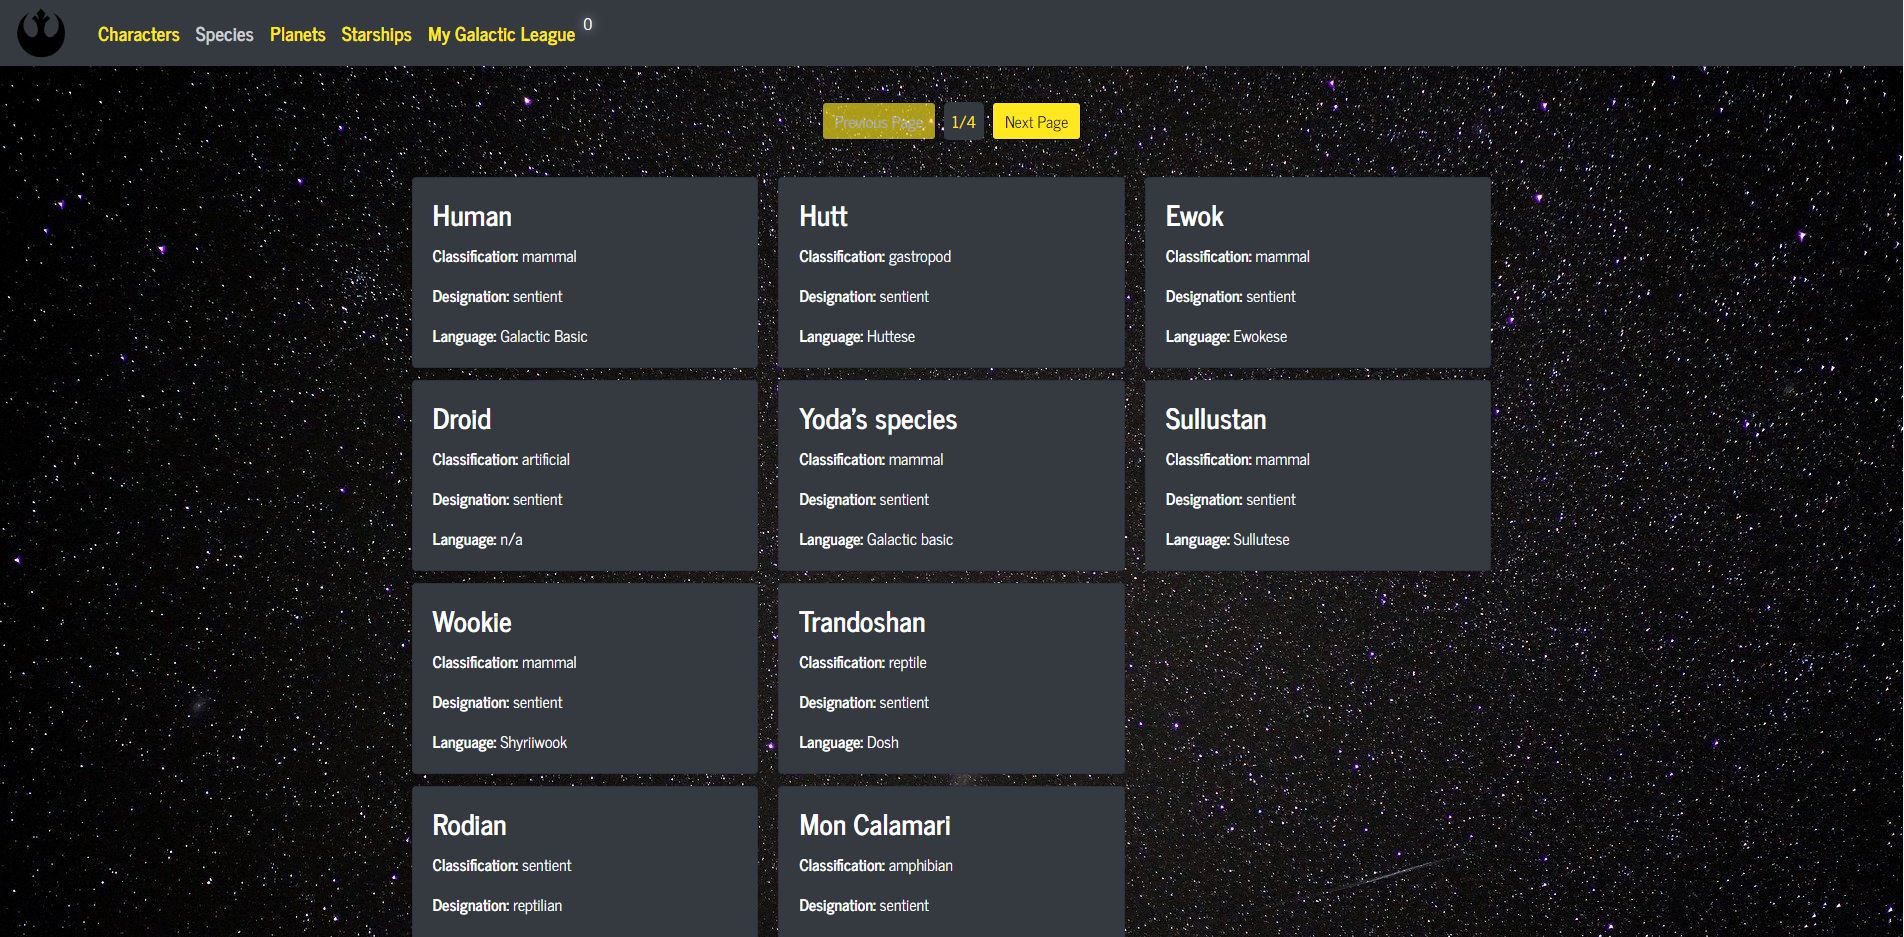 Characters Species Planets Starships My Galactic League 0
Previous Page 1/4 Next Page
Human
Classification: mammal
Designation: sentient
Language: Galactic Basic
Hutt
Classification: gastropod
Designation: sentient
Language: Huttese
Ewok
Classification: mammal
Designation: sentient
Language: Ewokese
Droid
Classification: artificial
Designation: sentient
Language: n/a
Yoda's species
Classification: mammal
Designation: sentient
Language: Galactic basic
Sullustan
Classification: mammal
Designation: sentient
Language: Sullutese
Wookie
Classification: mammal
Designation: sentient
Language: Shyriiwook
Trandoshan
Classification: reptile
Designation: sentient
Language: Dosh
Rodian
Classification: sentient
Designation: reptilian
Mon Calamari
Classification: amphibian
Designation: sentient